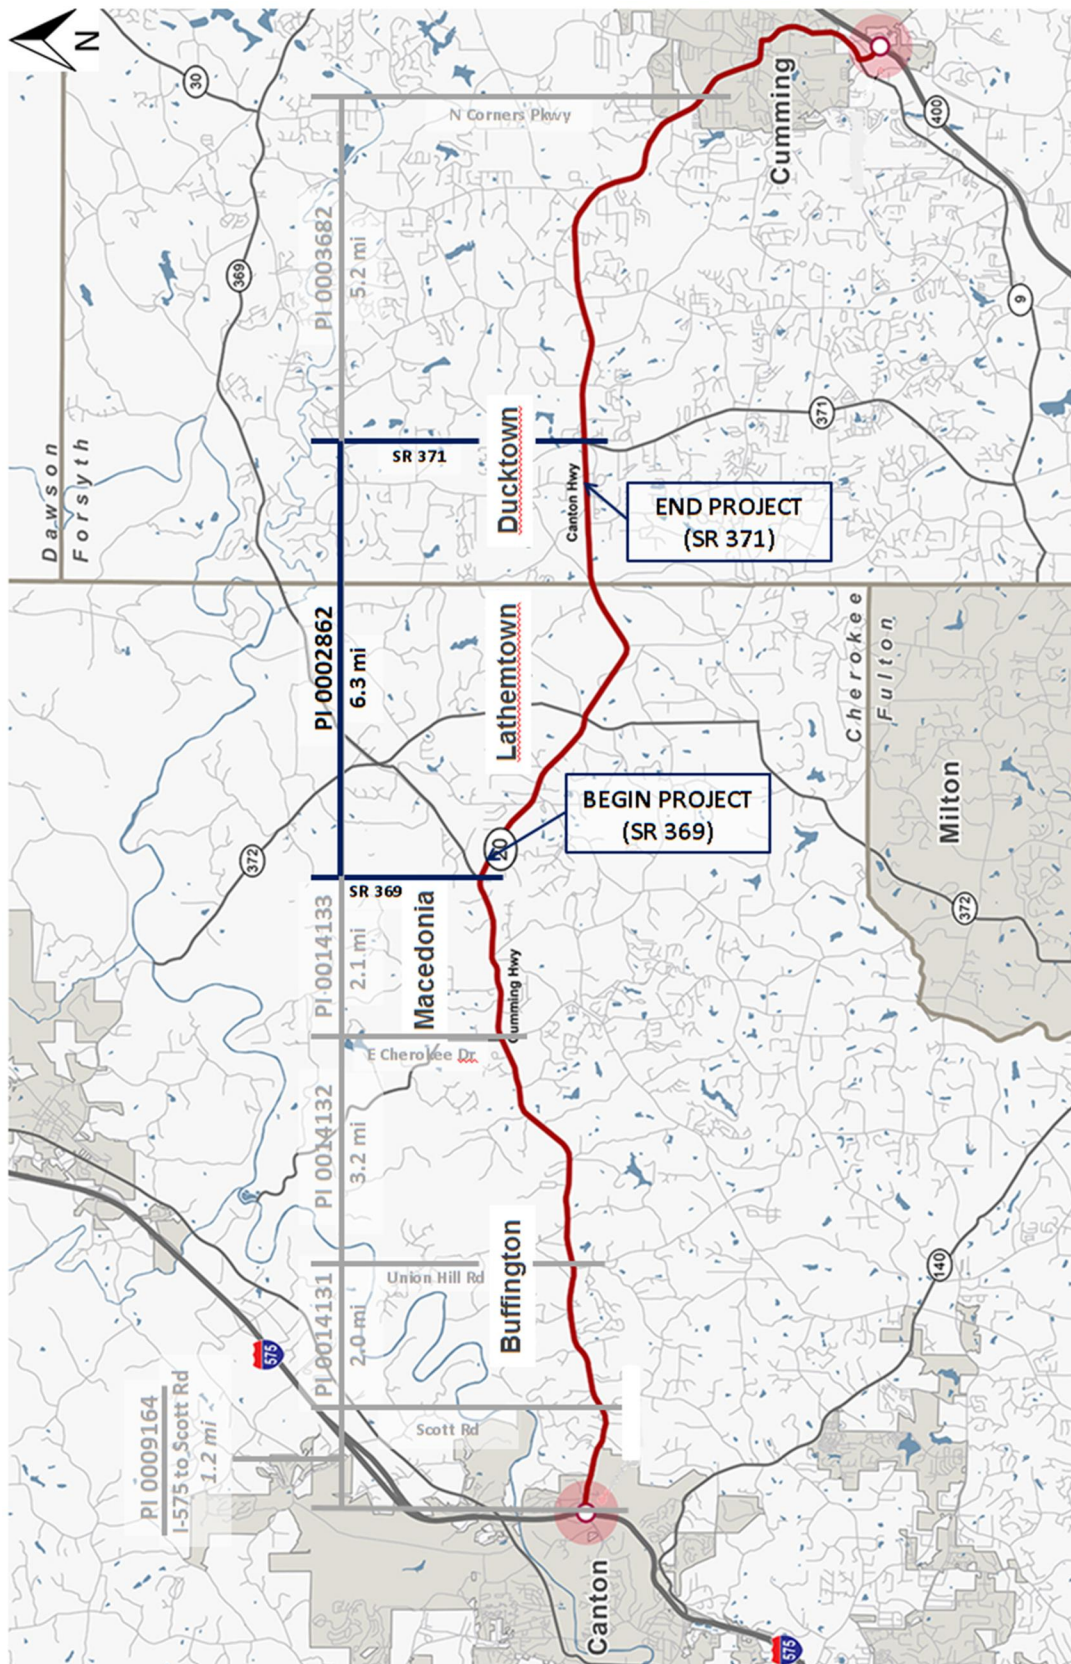 N
30
369
N Corners Pkwy
Cumming
400
9
PI 0003682
5.2 mi
Dawson
Forsyth
SR 371
Ducktown
Canton Hwy
371
END PROJECT
(SR 371)
PI 0002862
6.3 mi
Lathemtown
Cherokee
Fulton
Milton
372
BEGIN PROJECT
(SR 369)
20
372
SR 369
Macedonia
PI 0014133
2.1 mi
Cumming Hwy
E Cherokee Dr
PI 0014132
3.2 mi
Union Hill Rd
Buffington
PI 0014131
2.0 mi
140
575
PI 0009164
I-575 to Scott Rd
1.2 mi
Scott Rd
Canton
575